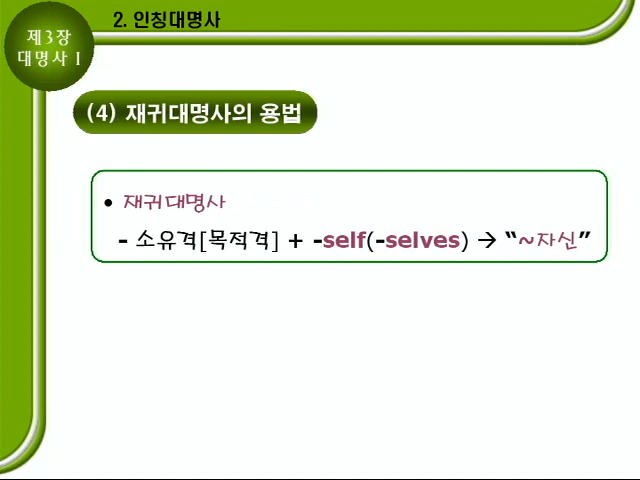 2. 인칭대명사
제3장
대명사 I
(4) 재귀대명사의 용법
• 재귀대명사
- 소유격[목적격] + -self(-selves) → “~자신”